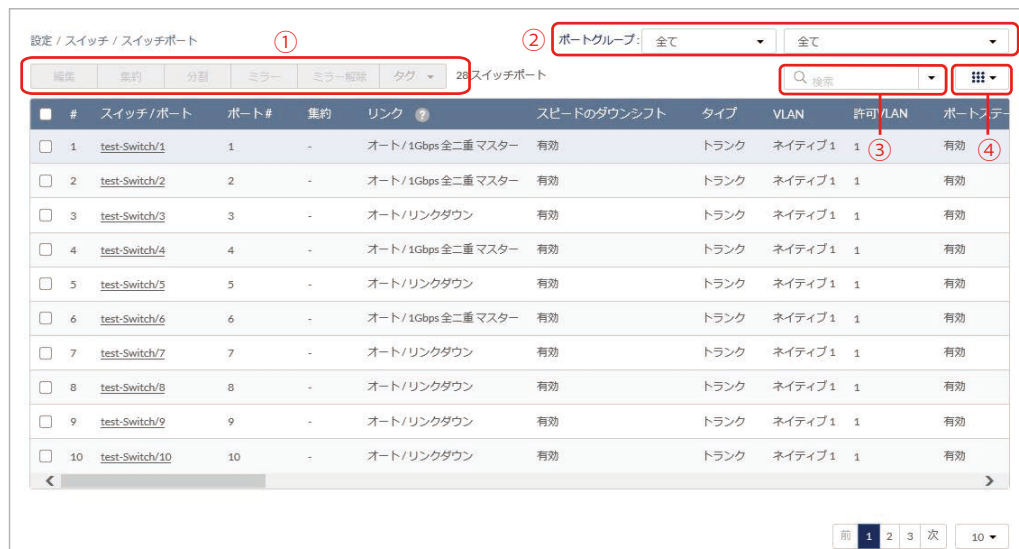 設定 / スイッチ / スイッチポート ① ② ポートグループ: 全て 全て
編集 集約 分割 ミラー ミラー解除 タグ 28 スイッチポート 検索
# スイッチ/ポート ポート# 集約 リンク ? スピードのダウンシフト タイプ VLAN 許可VLAN ポートステー
1 test-Switch/1 1 - オート/1Gbps 全二重 マスター 有効 トランク ネイティブ 1 1 ③ 有効 ④
2 test-Switch/2 2 - オート/1Gbps 全二重 マスター 有効 トランク ネイティブ 1 1 有効
3 test-Switch/3 3 - オート/リンクダウン 有効 トランク ネイティブ 1 1 有効
4 test-Switch/4 4 - オート/1Gbps 全二重 マスター 有効 トランク ネイティブ 1 1 有効
5 test-Switch/5 5 - オート/リンクダウン 有効 トランク ネイティブ 1 1 有効
6 test-Switch/6 6 - オート/1Gbps 全二重 マスター 有効 トランク ネイティブ 1 1 有効
7 test-Switch/7 7 - オート/リンクダウン 有効 トランク ネイティブ 1 1 有効
8 test-Switch/8 8 - オート/リンクダウン 有効 トランク ネイティブ 1 1 有効
9 test-Switch/9 9 - オート/リンクダウン 有効 トランク ネイティブ 1 1 有効
10 test-Switch/10 10 - オート/リンクダウン 有効 トランク ネイティブ 1 1 有効
前 1 2 3 次 10